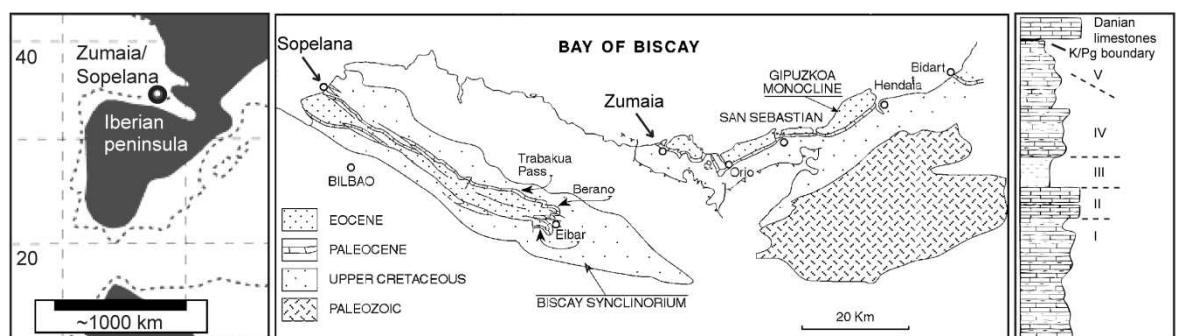 40
Zumaia/
Sopelana
Iberian
peninsula
20
~1000 km
Sopelana
BAY OF BISCAY
Bidart
GIPUZKOA
MONOCLINE
Hendaia
Zumaia
SAN SEBASTIAN
Orio
Trabakua
Pass
BILBAO
Berano
Eibar
EOCENE
PALEOCENE
UPPER CRETACEOUS
PALEOZOIC
BISCAY SYNCLINORIUM
20 Km
Danian
limestones
K/Pg boundary
V
IV
III
II
I